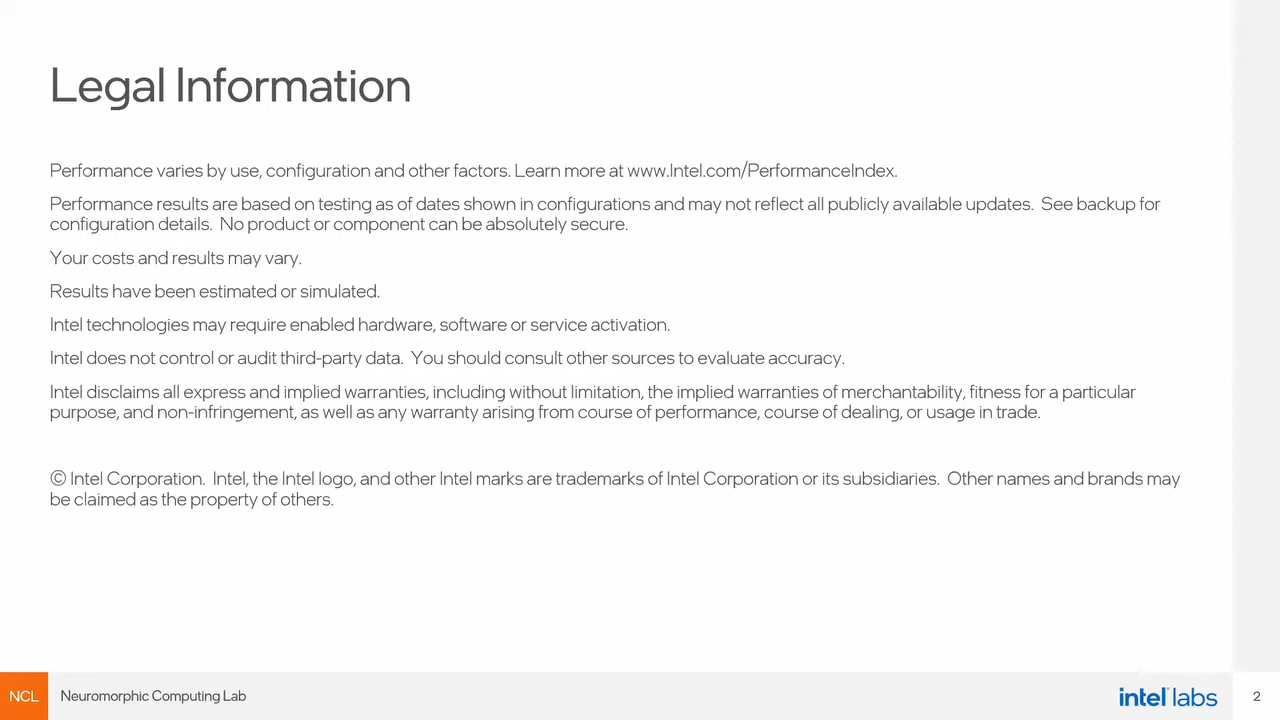 Legal Information
Performance varies by use, configuration and other factors. Learn more at www.Intel.com/PerformanceIndex.
Performance results are based on testing as of dates shown in configurations and may not reflect all publicly available updates.  See backup for
configuration details.  No product or component can be absolutely secure.
Your costs and results may vary.
Results have been estimated or simulated.
Intel technologies may require enabled hardware, software or service activation.
Intel does not control or audit third-party data.  You should consult other sources to evaluate accuracy.
Intel disclaims all express and implied warranties, including without limitation, the implied warranties of merchantability, fitness for a particular
purpose, and non-infringement, as well as any warranty arising from course of performance, course of dealing, or usage in trade.
© Intel Corporation.  Intel, the Intel logo, and other Intel marks are trademarks of Intel Corporation or its subsidiaries.  Other names and brands may
be claimed as the property of others.
NCL Neuromorphic Computing Lab intel labs 2